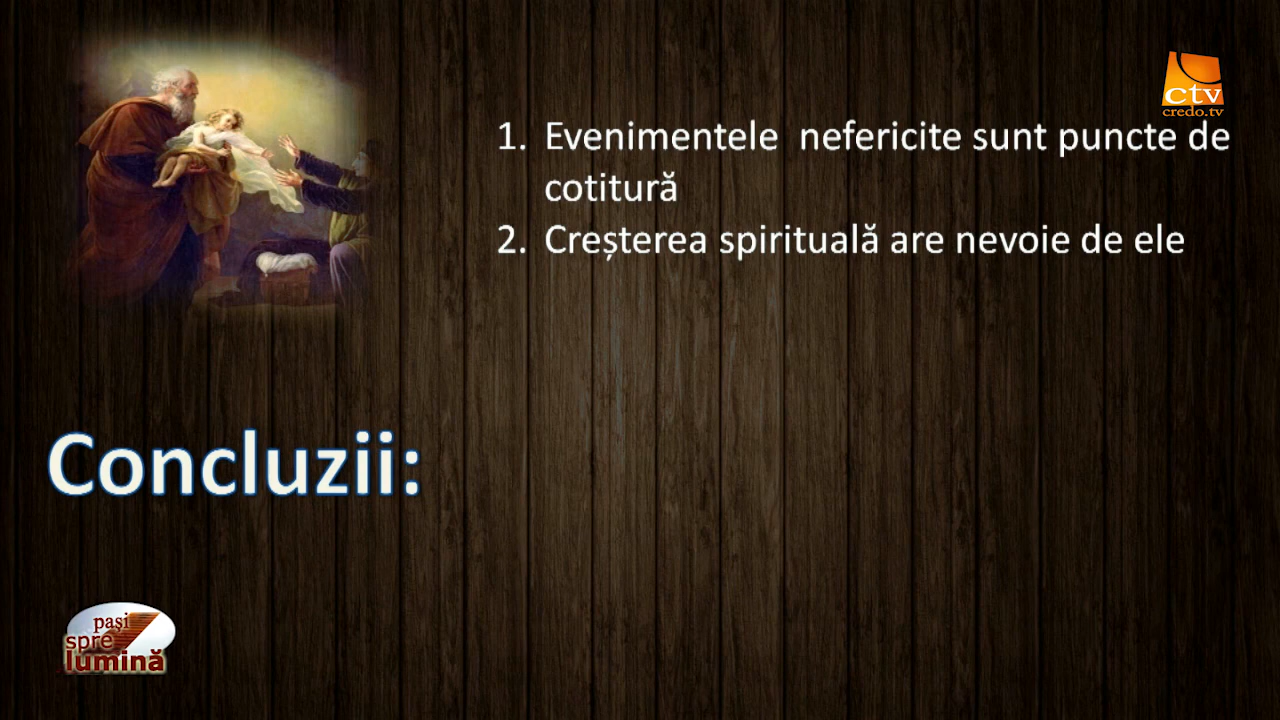 ctv
credo.tv
1. Evenimentele nefericite sunt puncte de
cotitură
2. Creșterea spirituală are nevoie de ele
Concluzii:
pași
spre
lumină